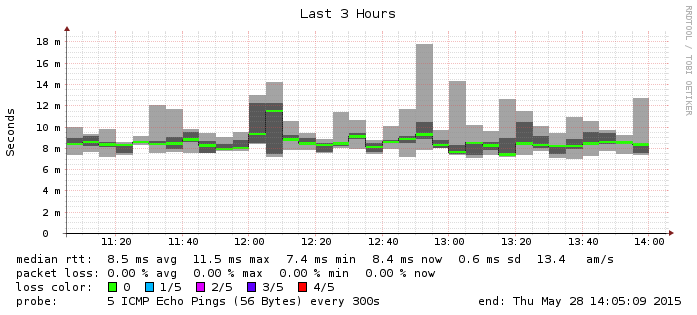 Last 3 Hours
RRDTOOL / TOBI OETIKER
Seconds
18 m
16 m
14 m
12 m
10 m
8 m
6 m
4 m
2 m
0
11:20 11:40 12:00 12:20 12:40 13:00 13:20 13:40 14:00
median rtt: 8.5 ms avg 11.5 ms max 7.4 ms min 8.4 ms now 0.6 ms sd 13.4 am/s
packet loss: 0.00 % avg 0.00 % max 0.00 % min 0.00 % now
loss color: 0 1/5 2/5 3/5 4/5
probe: 5 ICMP Echo Pings (56 Bytes) every 300s end: Thu May 28 14:05:09 2015